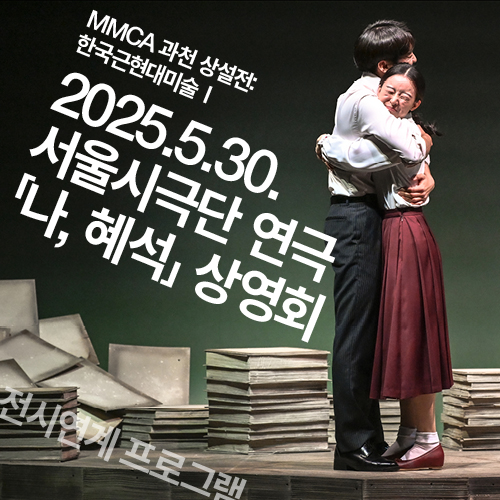 MMCA 과천 상설전:
한국근현대미술 I
2025.5.30.
서울시극단 연극
「나, 혜석」 상영회
전시연계 프로그램